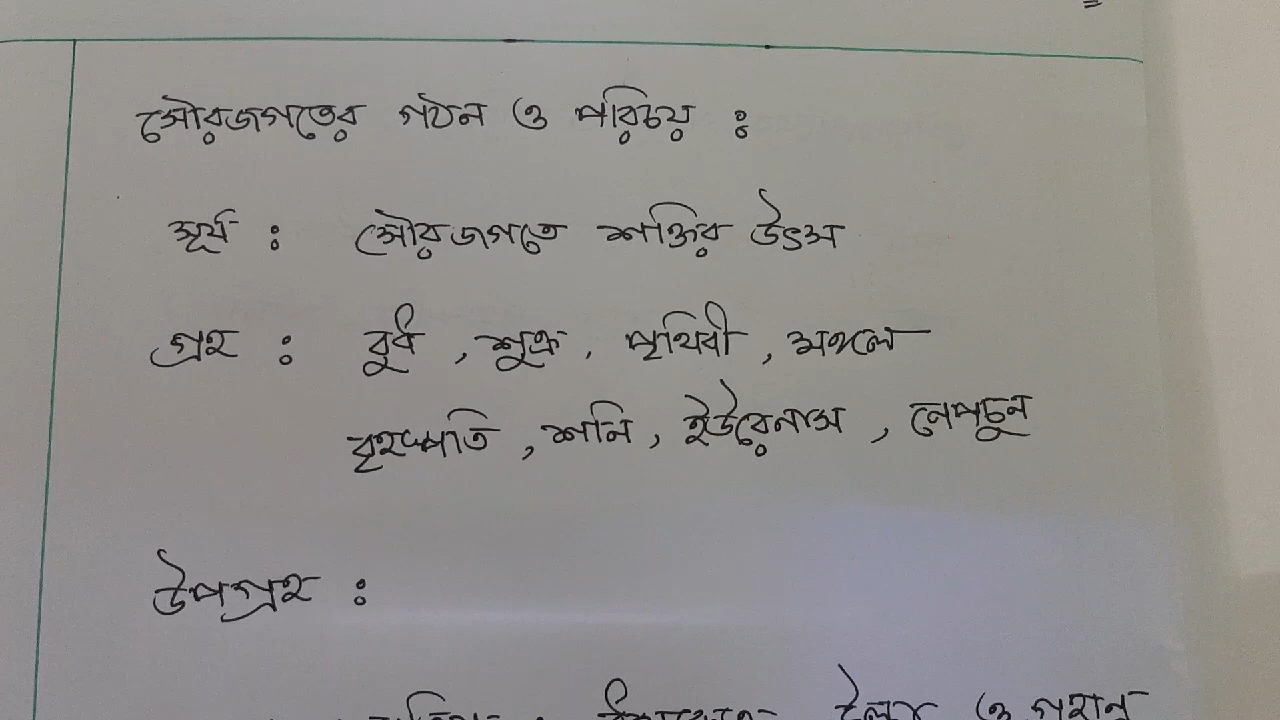 সৌরজগতের গঠন ও পরিচয় :
সূর্য : সৌরজগতে শক্তির উৎস
গ্রহ : বুধ , শুক্র , পৃথিবী , মঙ্গল
বৃহস্পতি , শনি , ইউরেনাস , নেপচুন
উপগ্রহ :
ও